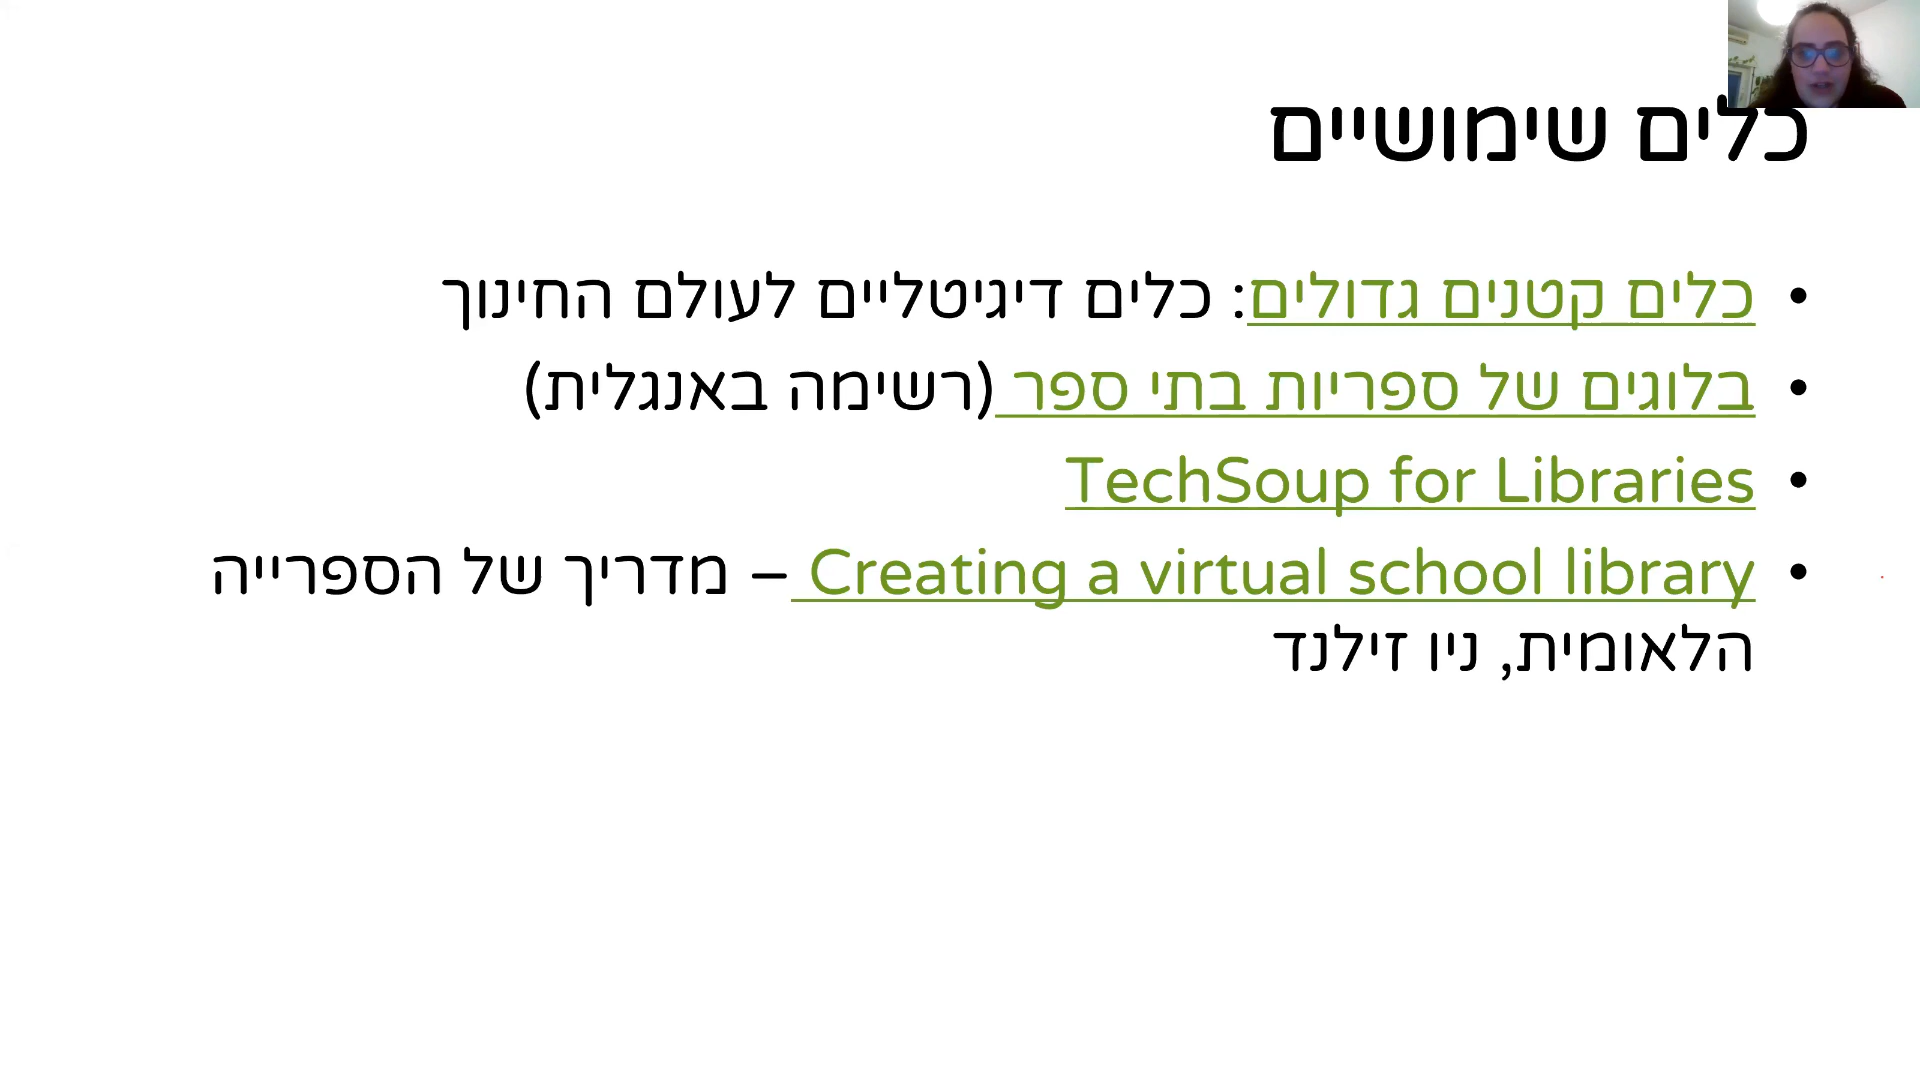 כלים שימושיים
• כלים קטנים גדולים: כלים דיגיטליים לעולם החינוך
• בלוגים של ספריות בתי ספר (רשימה באנגלית)
• TechSoup for Libraries
• Creating a virtual school library – מדריך של הספרייה
הלאומית, ניו זילנד